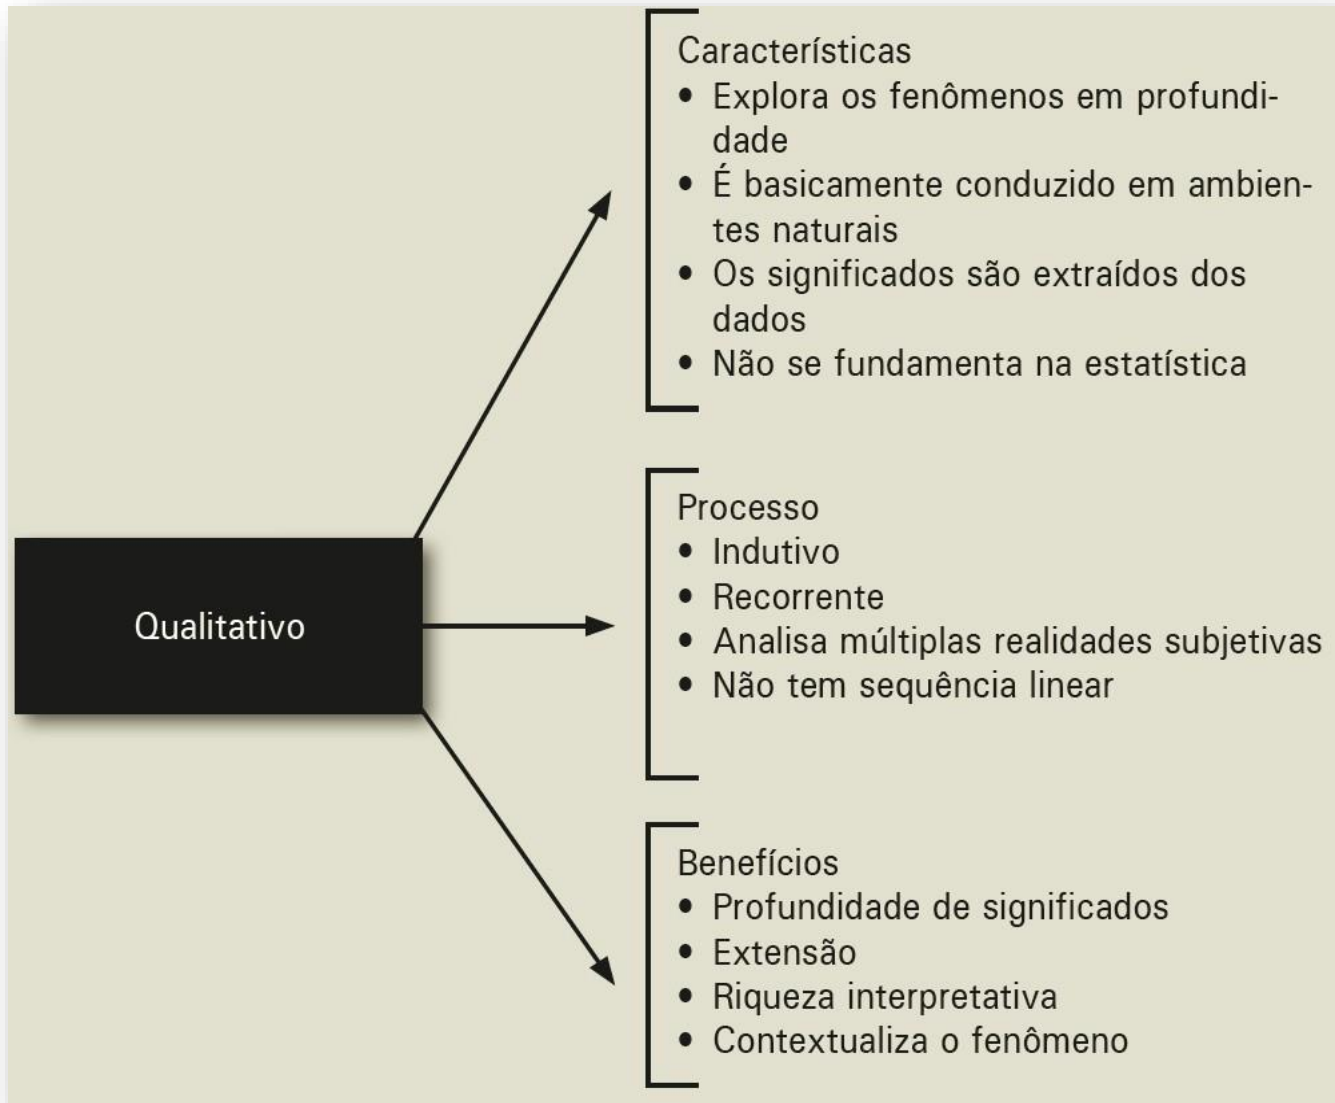 Características
• Explora os fenômenos em profundi-
dade
• É basicamente conduzido em ambien-
tes naturais
• Os significados são extraídos dos
dados
• Não se fundamenta na estatística
Qualitativo
Processo
• Indutivo
• Recorrente
• Analisa múltiplas realidades subjetivas
• Não tem sequência linear
Benefícios
• Profundidade de significados
• Extensão
• Riqueza interpretativa
• Contextualiza o fenômeno